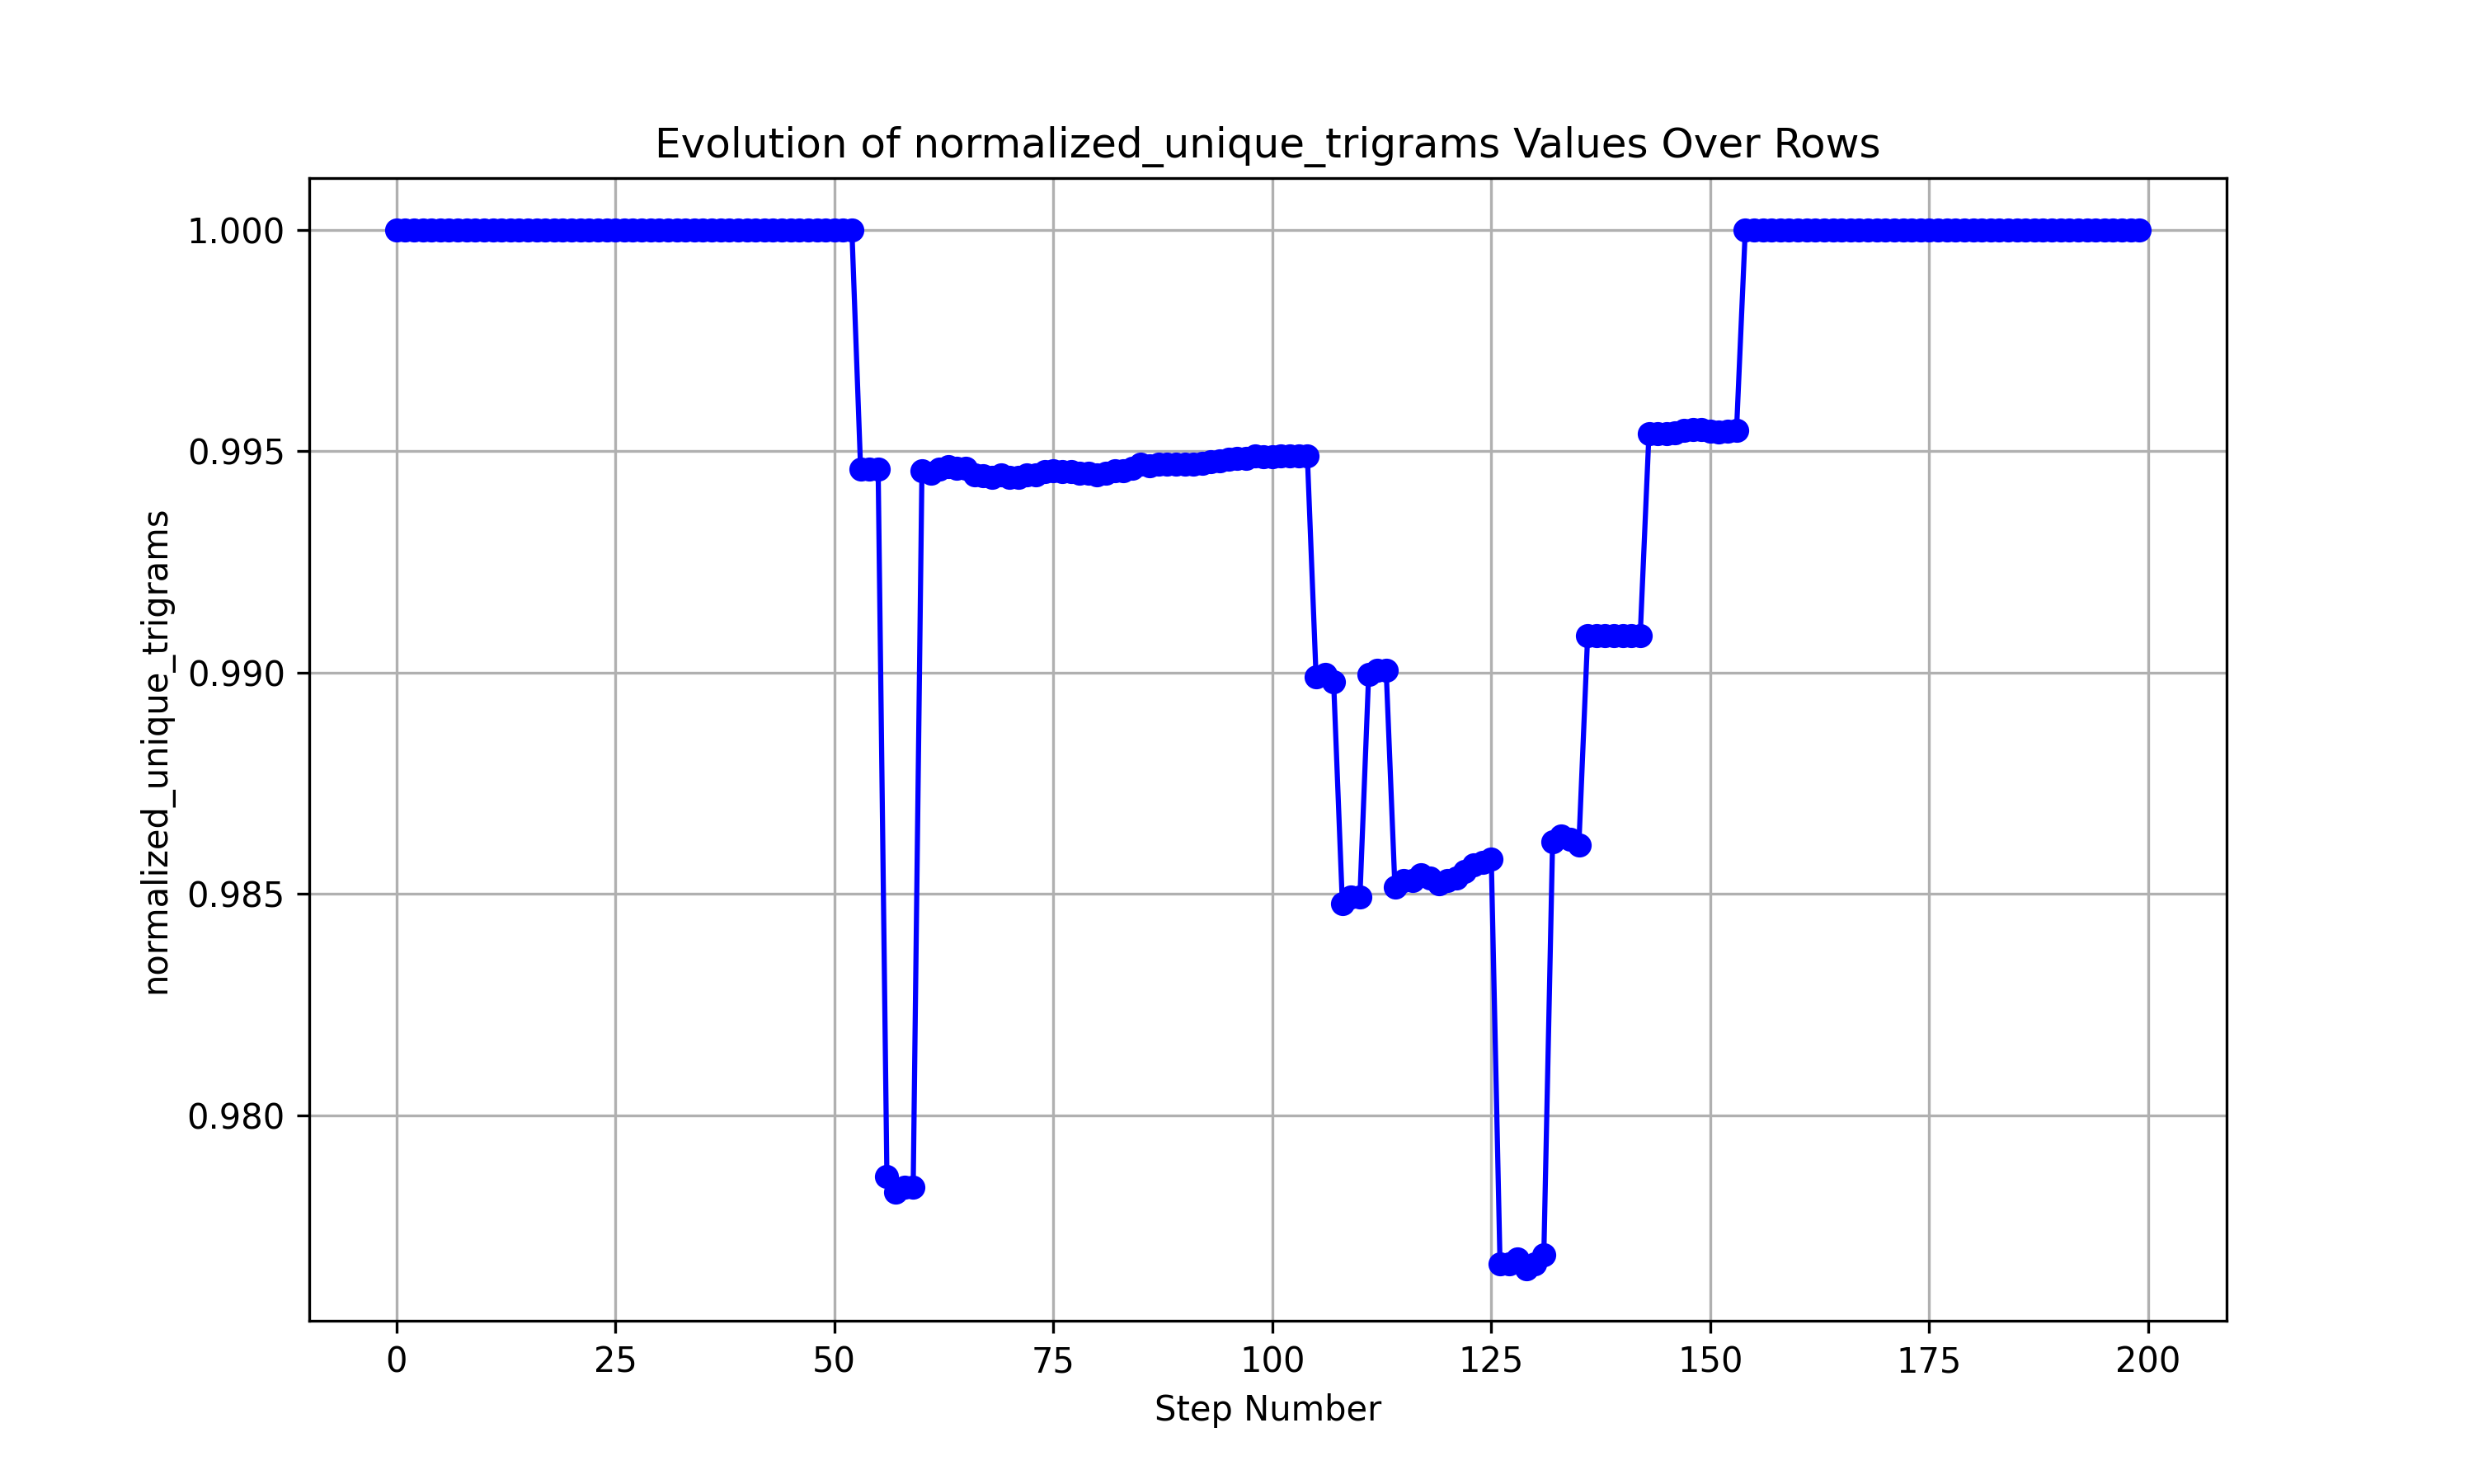 Evolution of normalized_unique_trigrams Values Over Rows
normalized_unique_trigrams
1.000
0.995
0.990
0.985
0.980
0 25 50 75 100 125 150 175 200
Step Number